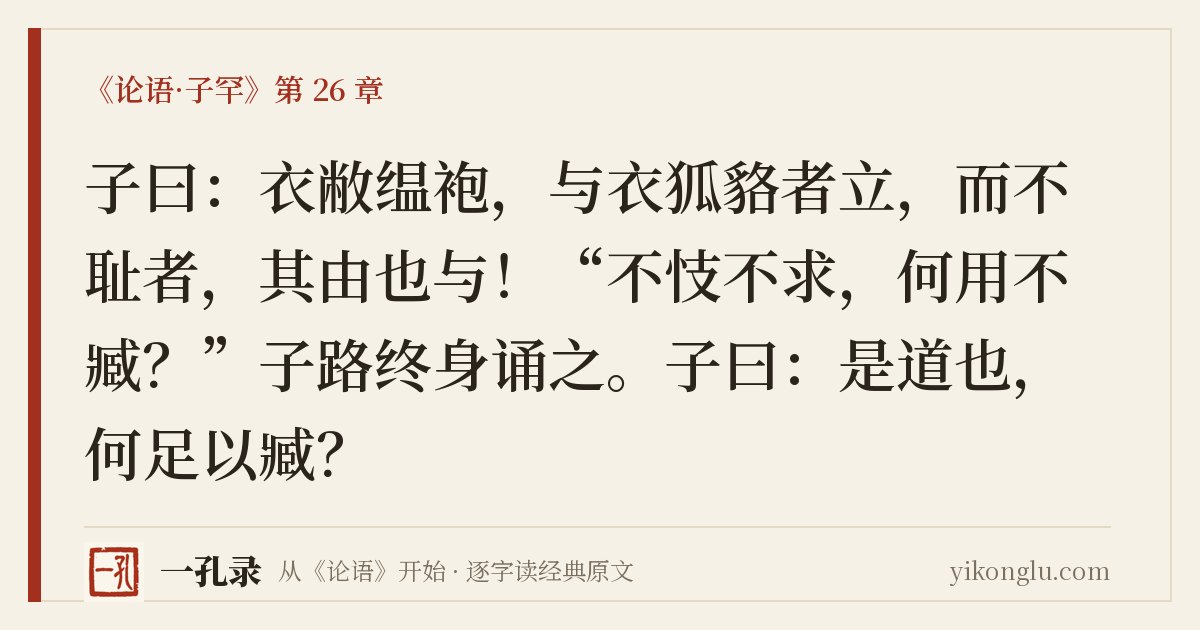 《论语·子罕》第 26 章
子曰：衣敝缊袍，与衣狐貉者立，而不
耻者，其由也与！“不忮不求，何用不
臧？”子路终身诵之。子曰：是道也，
何足以臧？
一孔 一孔录 从《论语》开始 · 逐字读经典原文 yikonglu.com